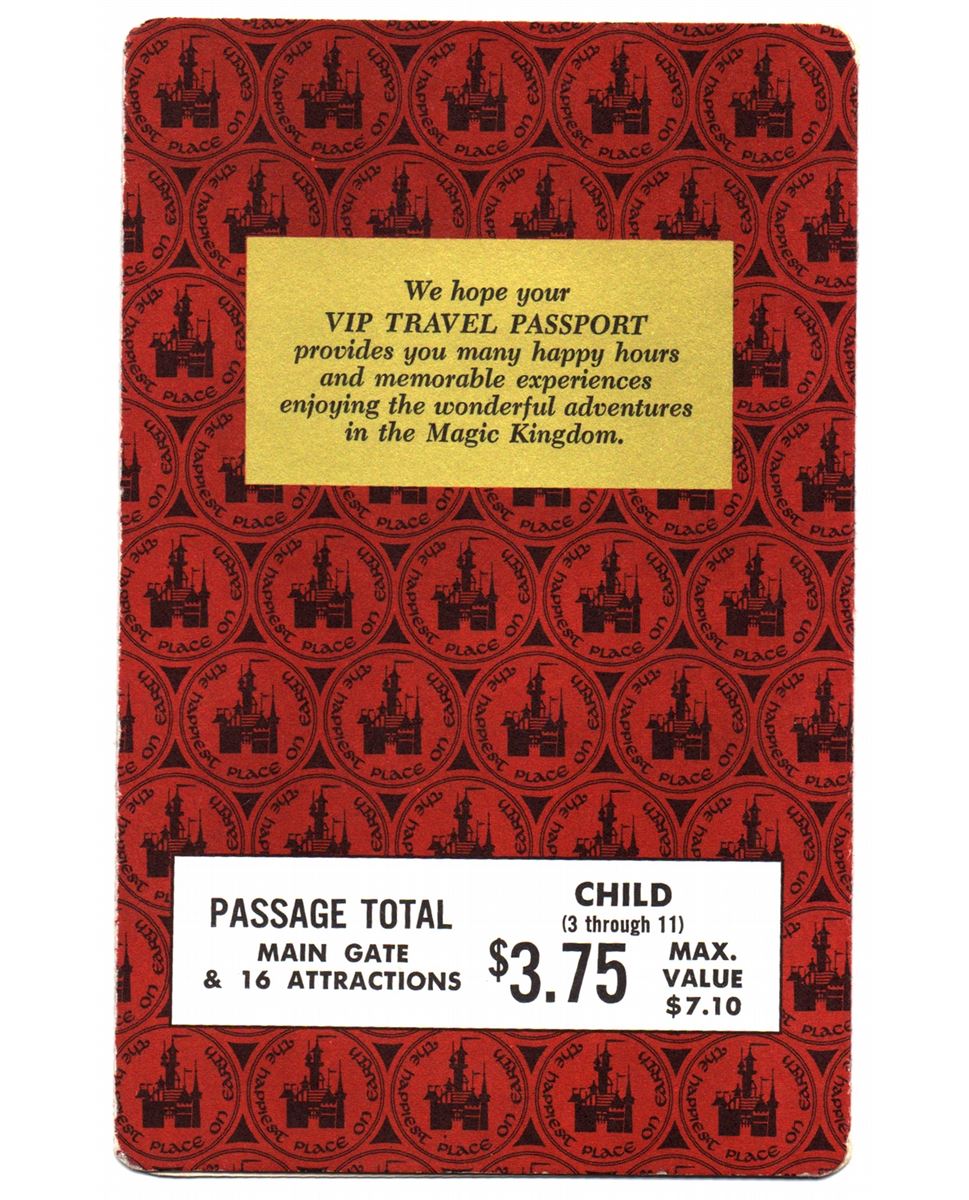 We hope your
VIP TRAVEL PASSPORT
provides you many happy hours
and memorable experiences
enjoying the wonderful adventures
in the Magic Kingdom.
PASSAGE TOTAL
MAIN GATE
& 16 ATTRACTIONS
CHILD
(3 through 11)
$3.75
MAX.
VALUE
$7.10
the happiest PLACE ON EARTH